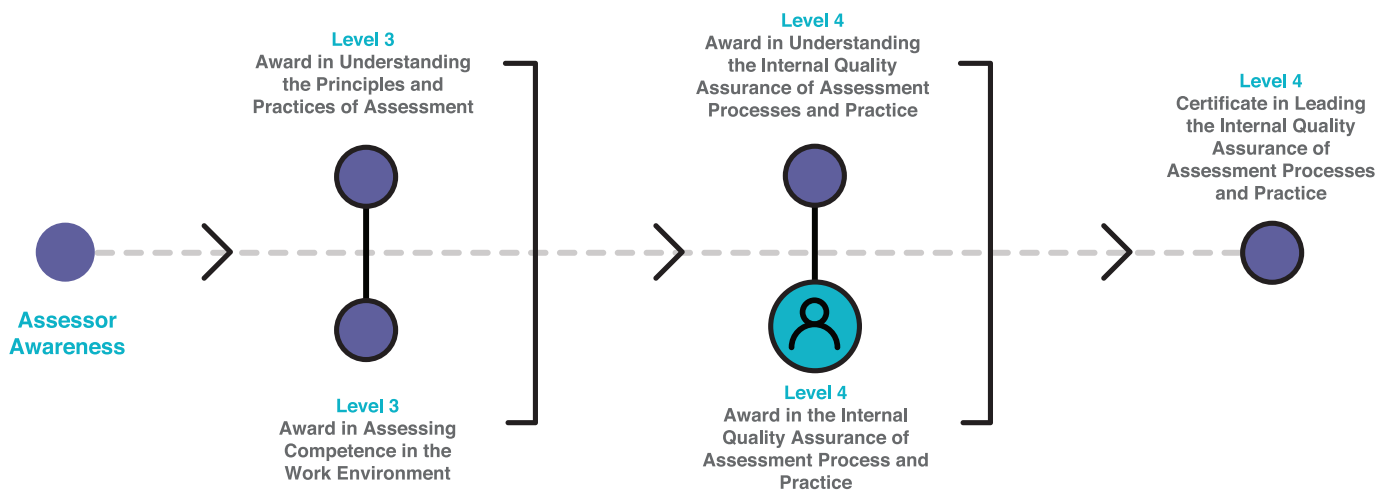 Assessor
Awareness
Level 3
Award in Understanding
the Principles and
Practices of Assessment
Level 3
Award in Assessing
Competence in the
Work Environment
Level 4
Award in Understanding
the Internal Quality
Assurance of Assessment
Processes and Practice
Level 4
Award in the Internal
Quality Assurance of
Assessment Process and
Practice
Level 4
Certificate in Leading
the Internal Quality
Assurance of
Assessment Processes
and Practice